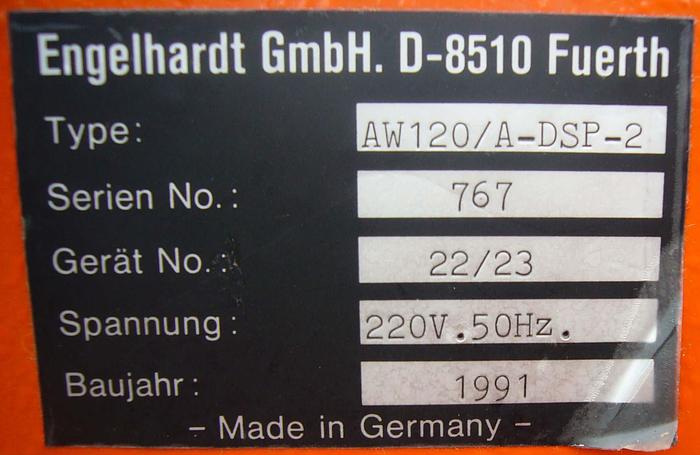 Engelhardt GmbH. D-8510 Fuerth
Type: AW120/A-DSP-2
Serien No.: 767
Gerät No.: 22/23
Spannung: 220V.50Hz.
Baujahr: 1991
- Made in Germany -